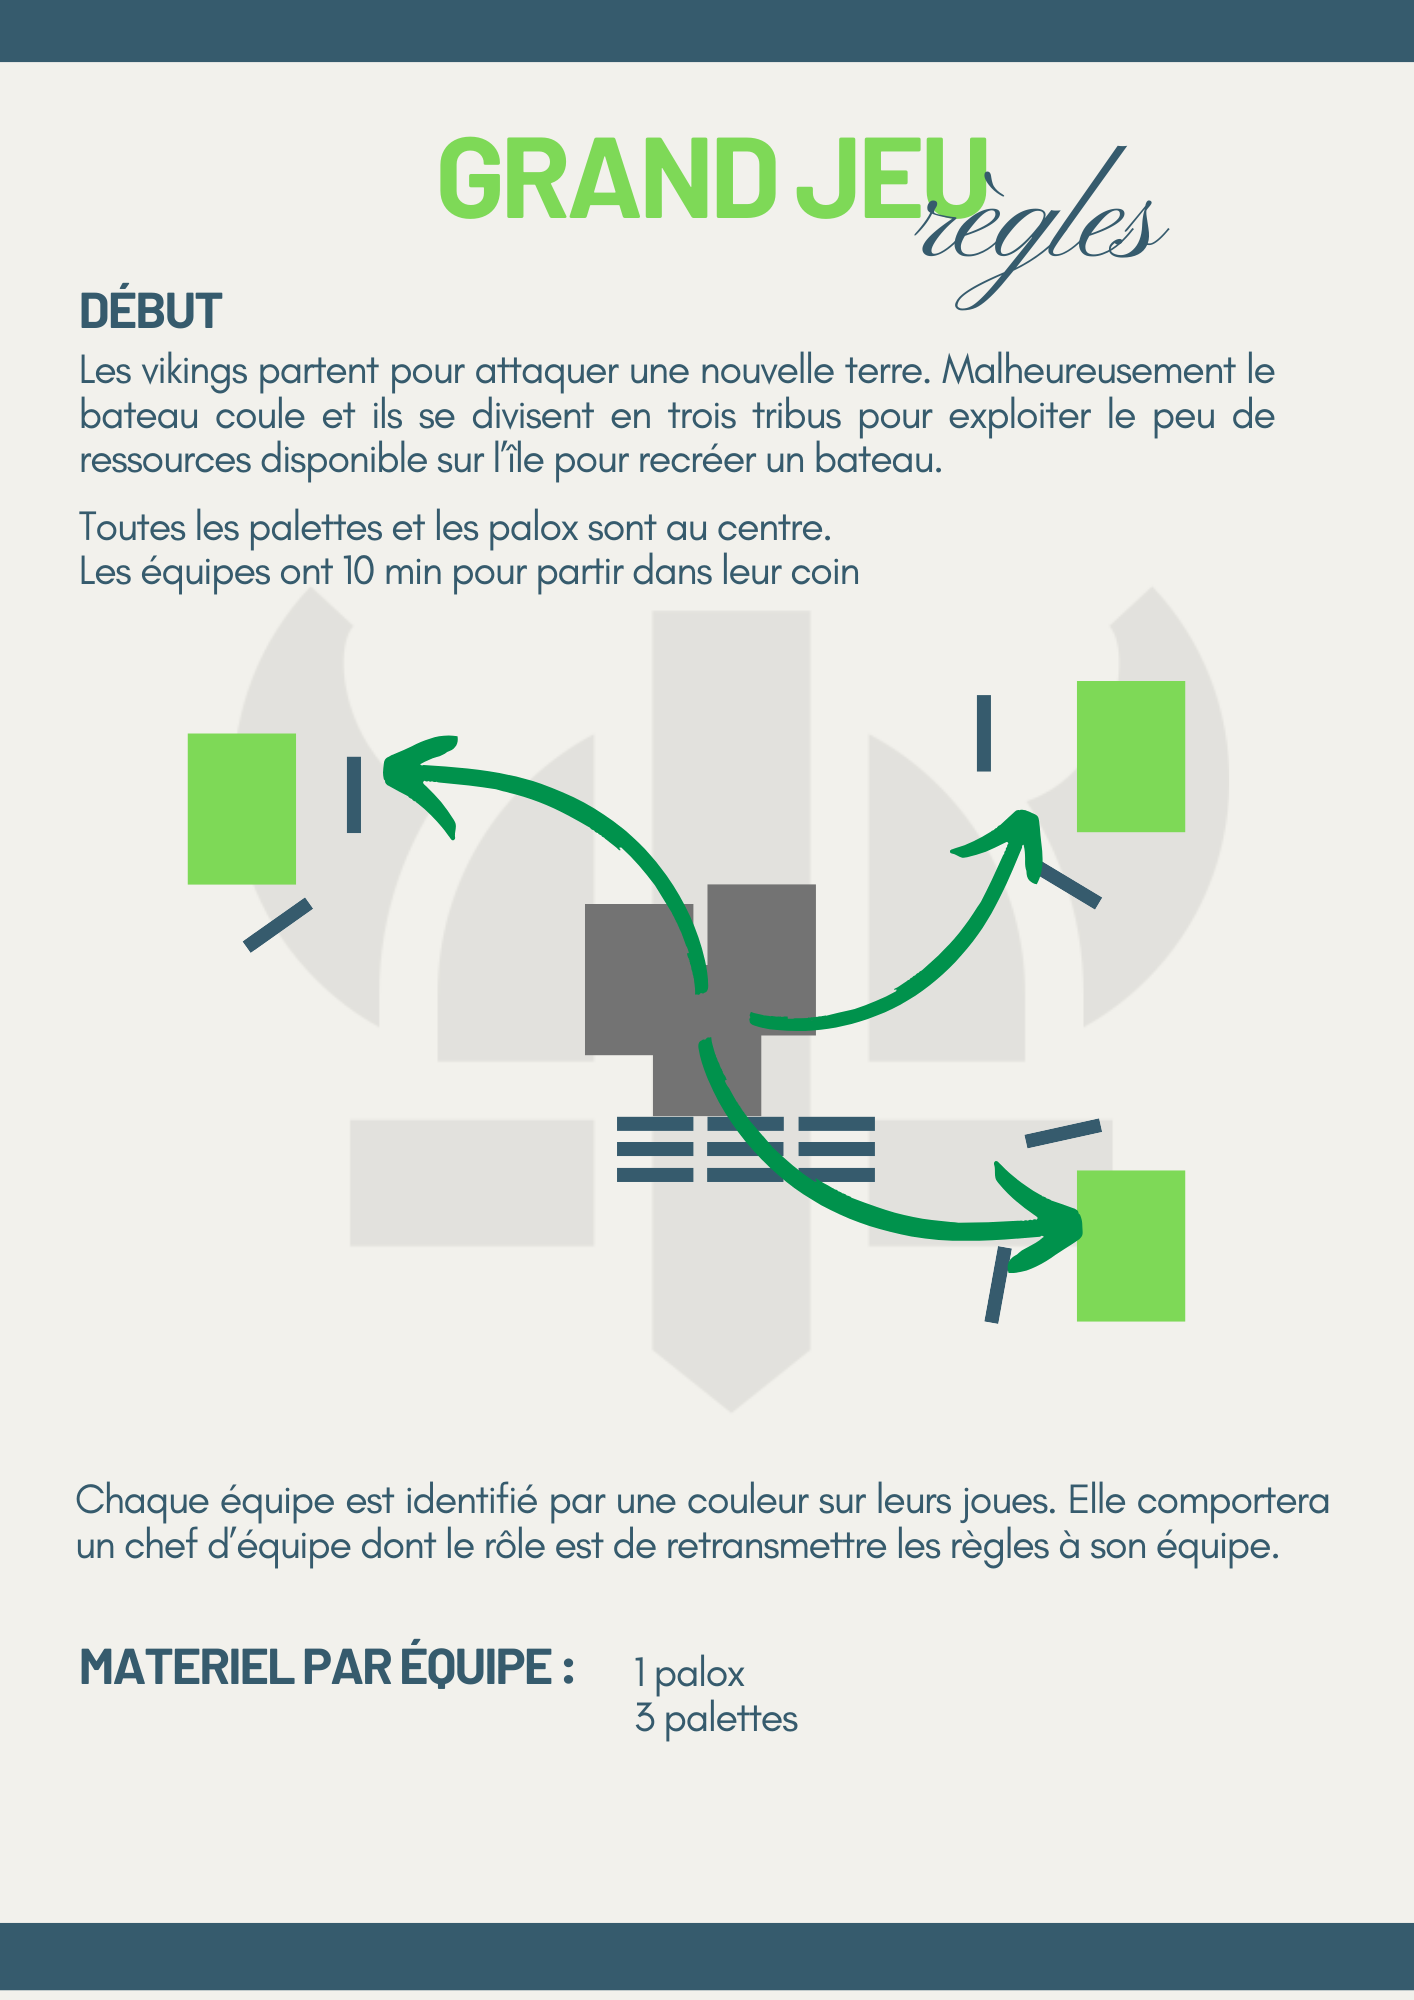 GRAND JEU
règles
DÉBUT
Les vikings partent pour attaquer une nouvelle terre. Malheureusement le
bateau coule et ils se divisent en trois tribus pour exploiter le peu de
ressources disponible sur l'île pour recréer un bateau.
Toutes les palettes et les palox sont au centre.
Les équipes ont 10 min pour partir dans leur coin
Chaque équipe est identifié par une couleur sur leurs joues. Elle comportera
un chef d'équipe dont le rôle est de retransmettre les règles à son équipe.
MATERIEL PAR ÉQUIPE :
1 palox
3 palettes